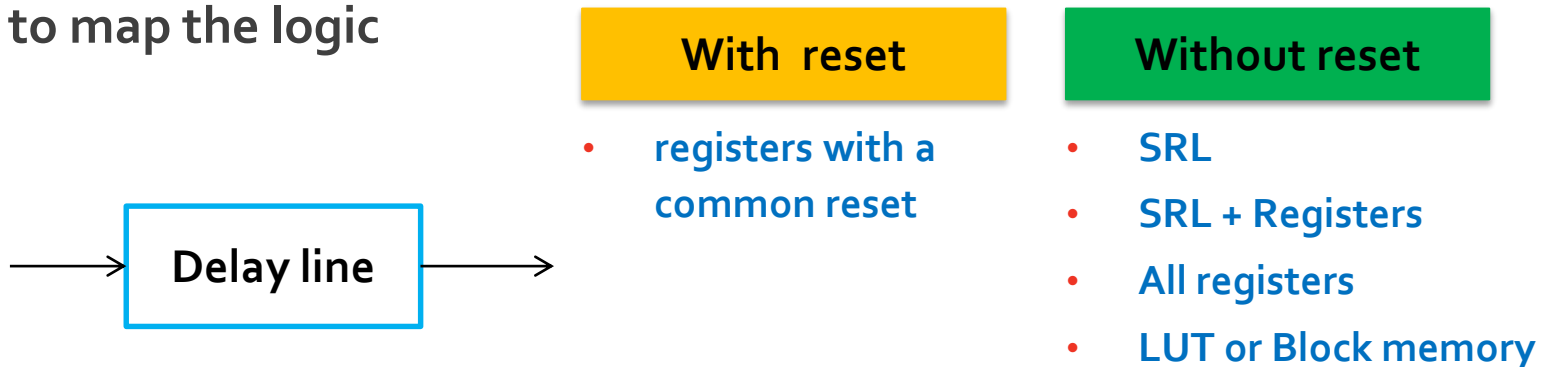 to map the logic
With reset
Without reset
• registers with a
common reset
• SRL
• SRL + Registers
• All registers
• LUT or Block memory
Delay line